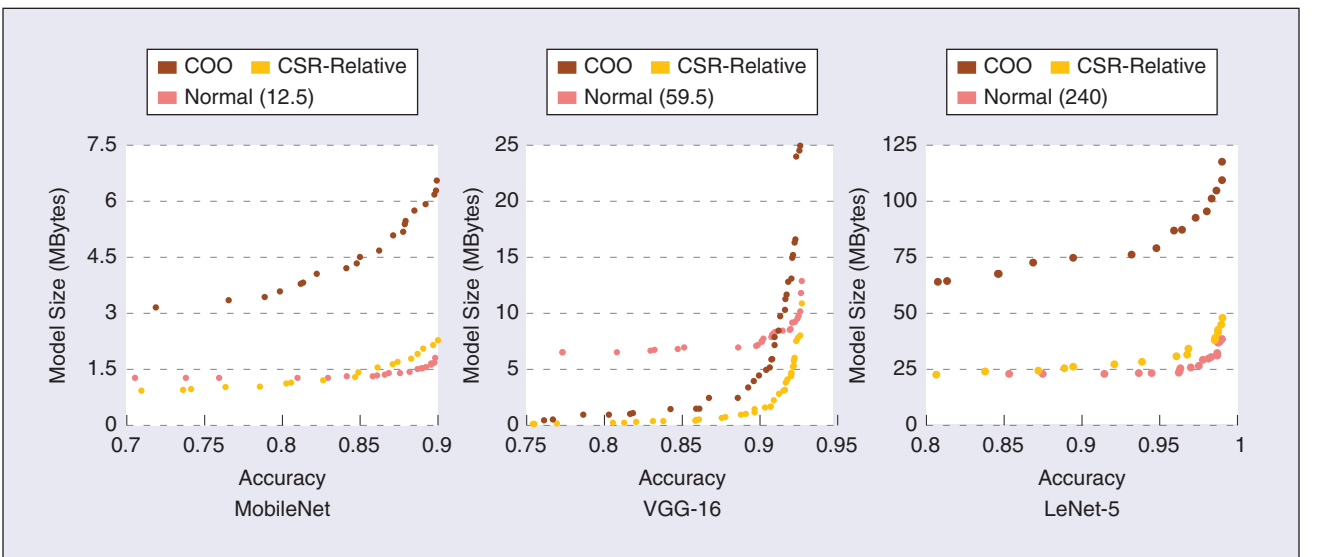 COO CSR-Relative
Normal (12.5)
7.5
6
4.5
3
1.5
0
0.7 0.75 0.8 0.85 0.9
Model Size (MBytes)
Accuracy
MobileNet
COO CSR-Relative
Normal (59.5)
25
20
15
10
5
0
0.75 0.8 0.85 0.9 0.95
Model Size (MBytes)
Accuracy
VGG-16
COO CSR-Relative
Normal (240)
125
100
75
50
25
0
0.8 0.85 0.9 0.95 1
Model Size (MBytes)
Accuracy
LeNet-5